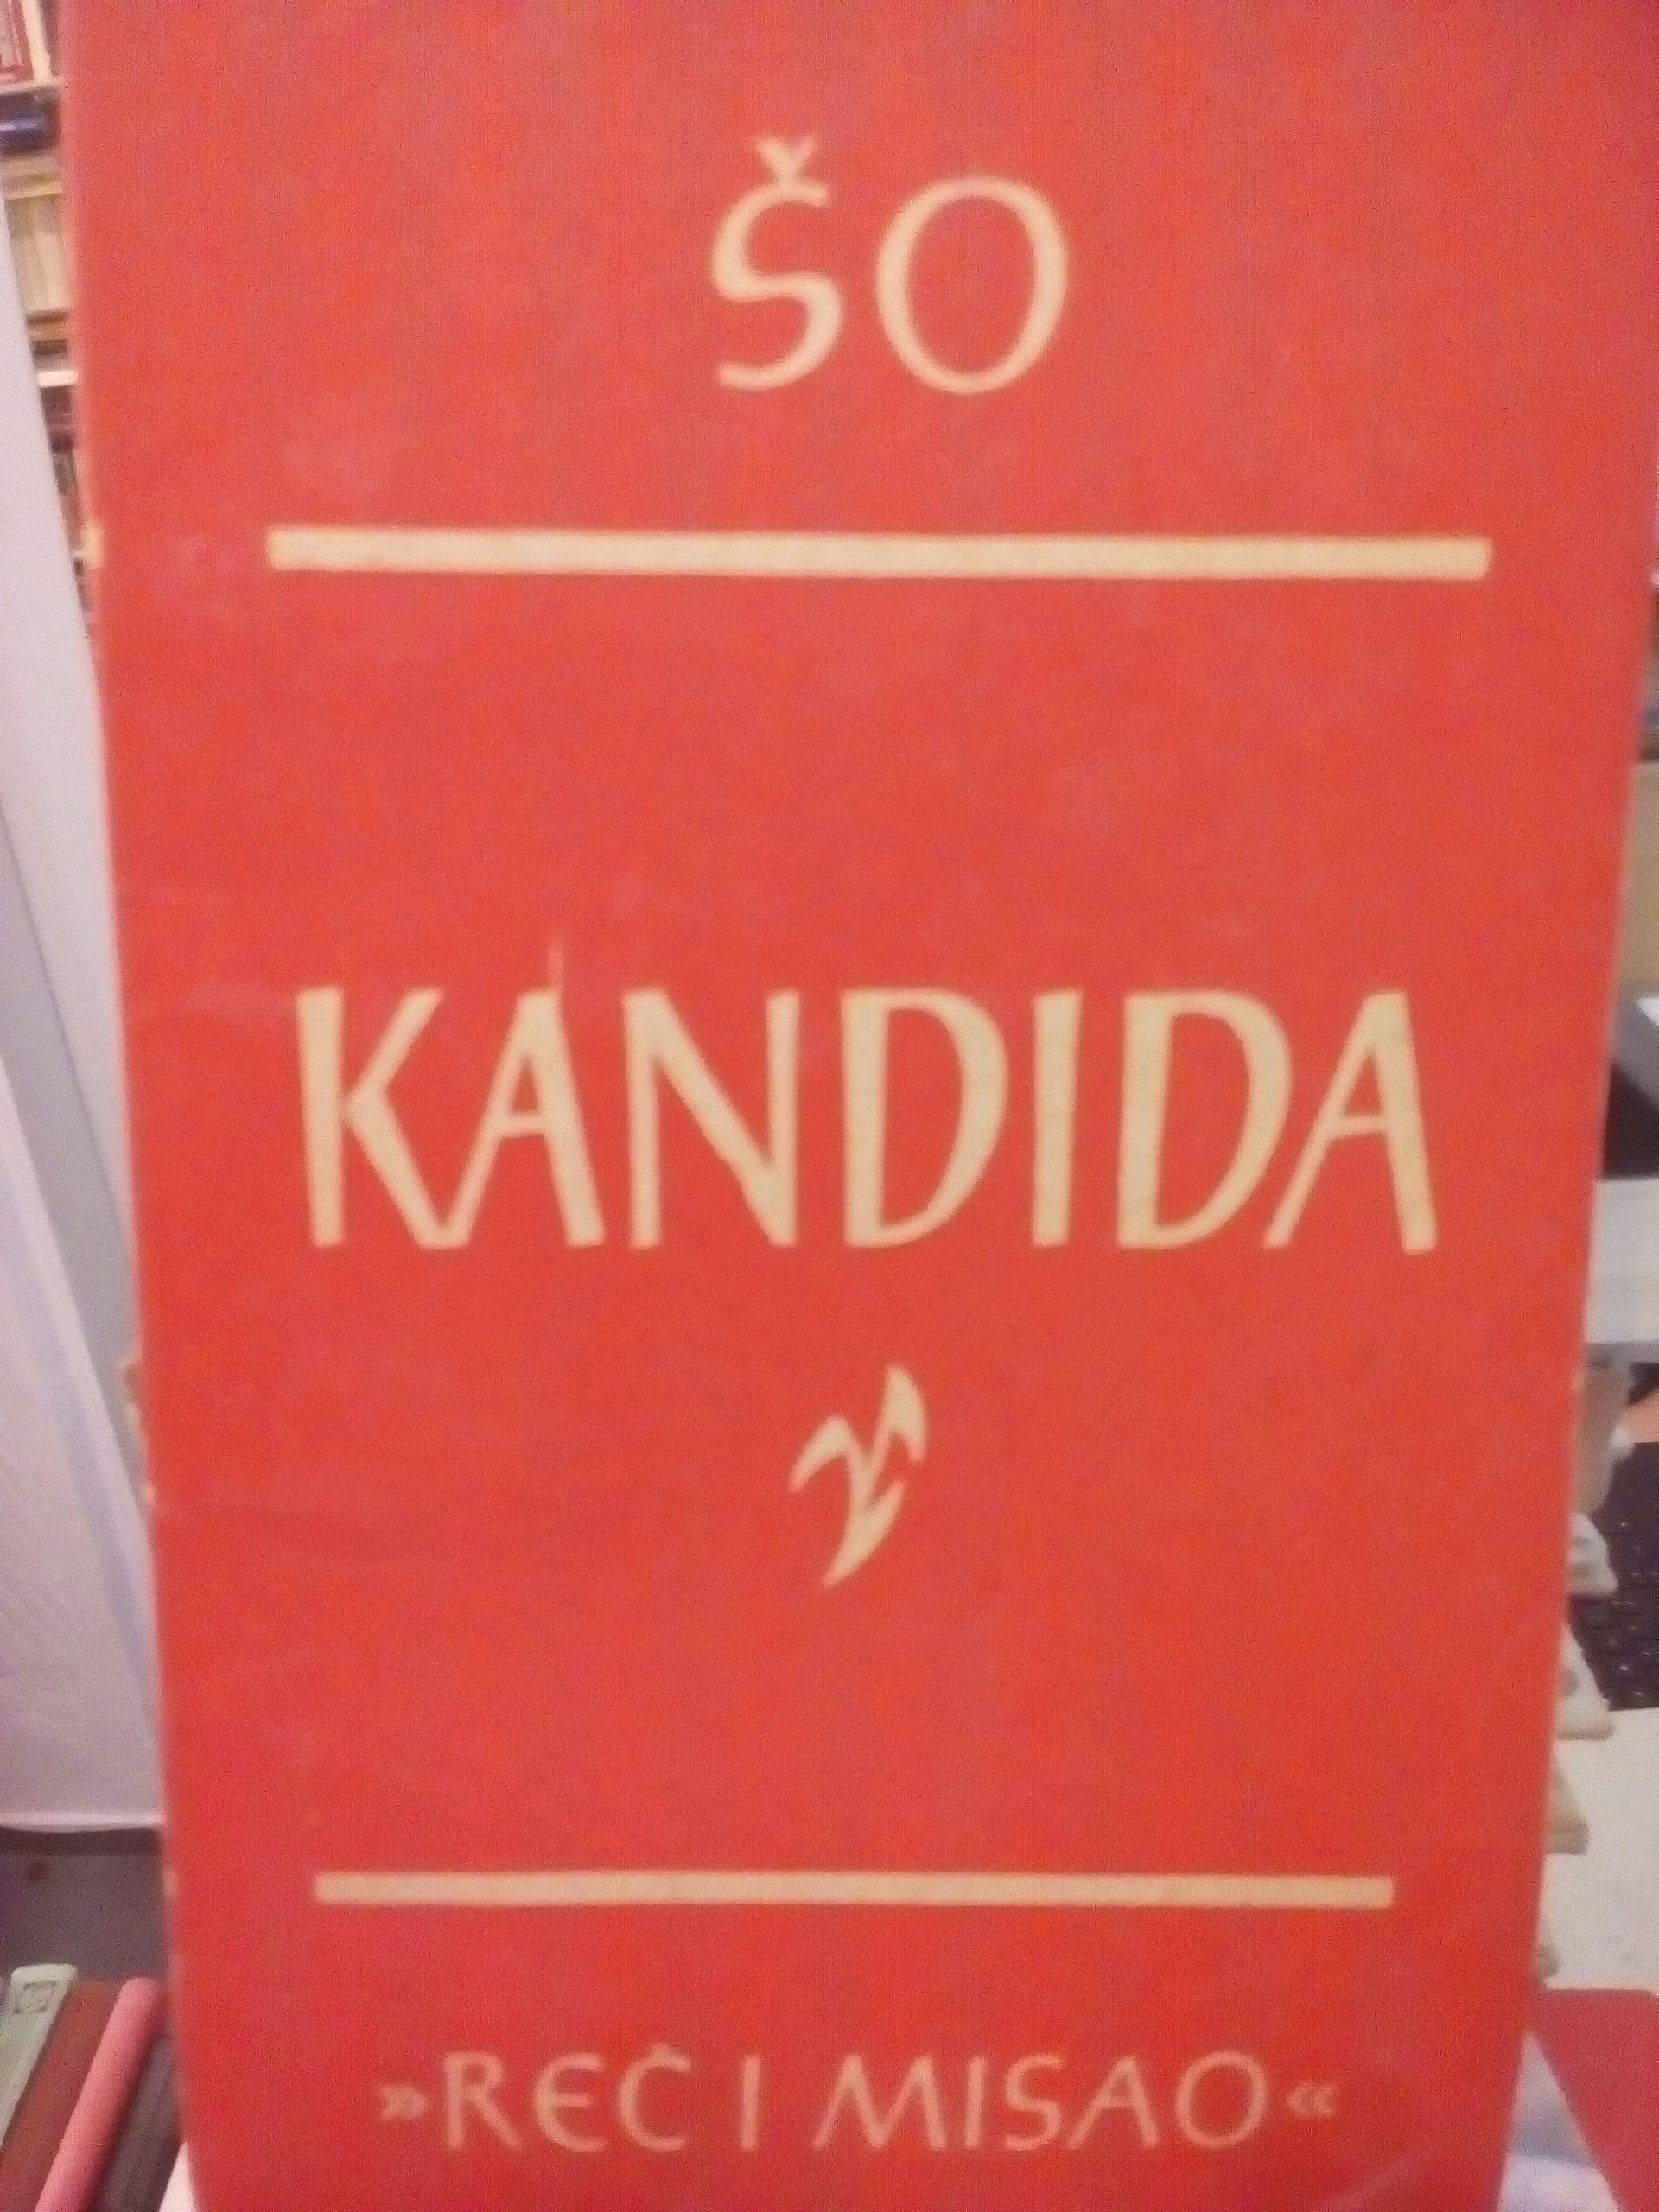 ŠO
KANDIDA
»REČ I MISAO«